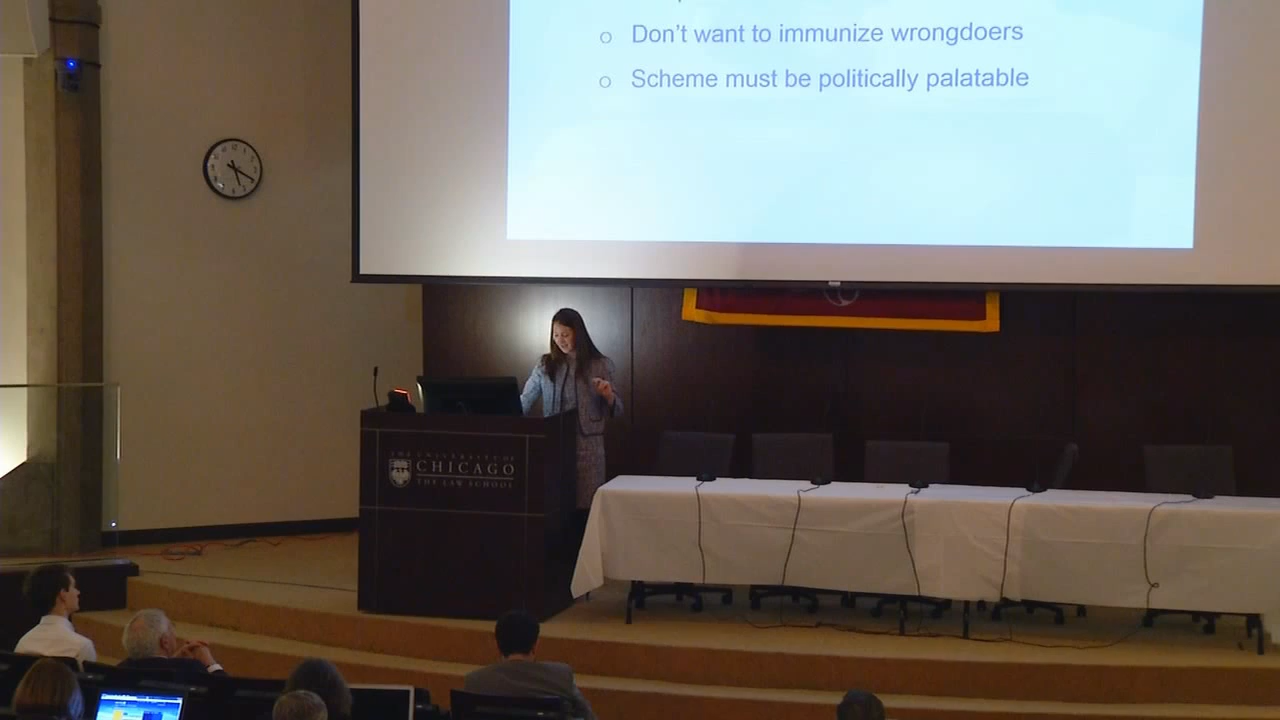 Don't want to immunize wrongdoers
Scheme must be politically palatable
THE UNIVERSITY OF
CHICAGO
THE LAW SCHOOL